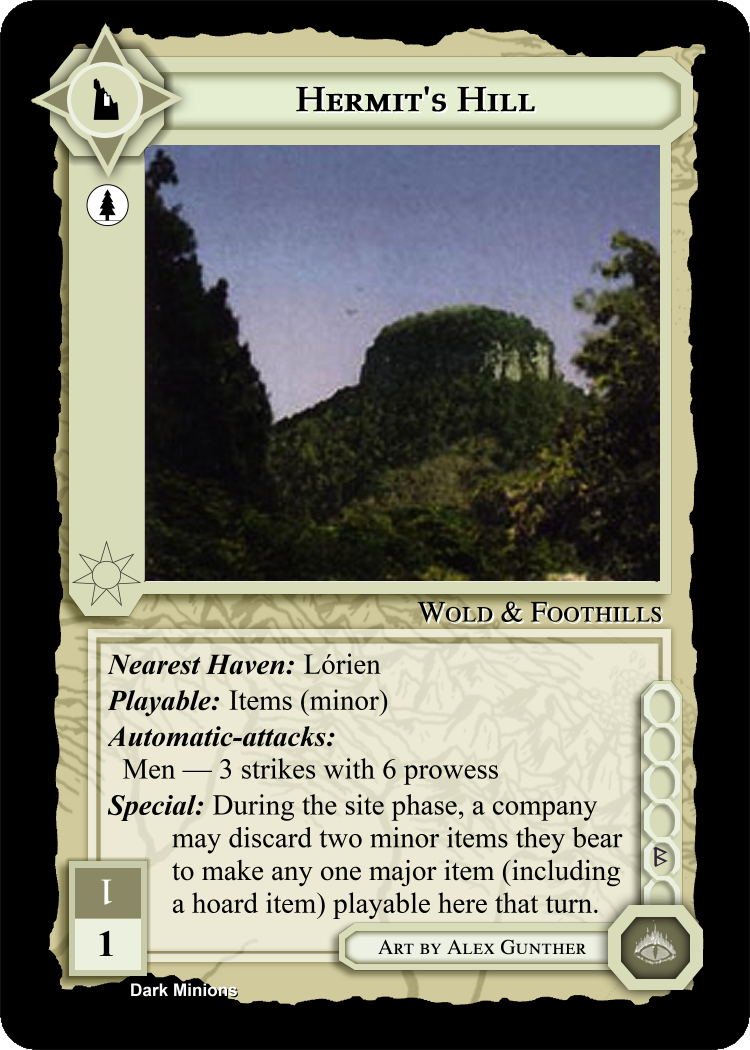 Hermit's Hill
Wold & Foothills
Nearest Haven: Lórien
Playable: Items (minor)
Automatic-attacks:
Men — 3 strikes with 6 prowess
Special: During the site phase, a company
may discard two minor items they bear
to make any one major item (including
a hoard item) playable here that turn.
1
Art by Alex Gunther
Dark Minions